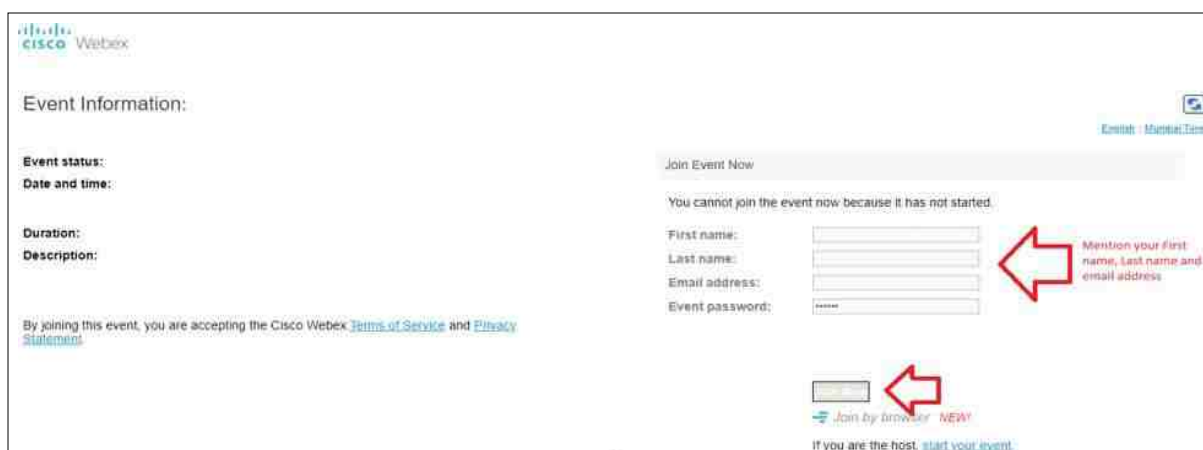 cisco Webex
Event Information:
English : Mumbai Time
Event status:
Date and time:
Duration:
Description:
By joining this event, you are accepting the Cisco Webex Terms of Service and Privacy
Statement.
Join Event Now
You cannot join the event now because it has not started.
First name:
Last name:
Email address:
Event password:
••••••
Mention your First
name, Last name and
email address
Join by browser NEW!
If you are the host, start your event.